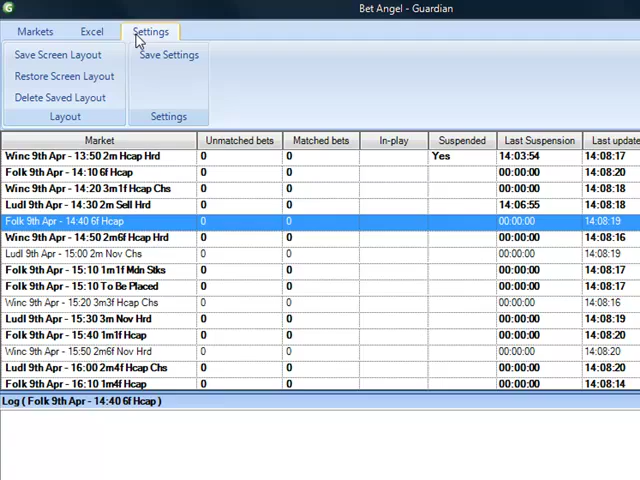 G Bet Angel - Guardian
Markets Excel Settings
Save Screen Layout Save Settings
Restore Screen Layout
Delete Saved Layout
Layout Settings
Market Unmatched bets Matched bets In-play Suspended Last Suspension Last update
Winc 9th Apr - 13:50 2m Hcap Hrd 0 0 Yes 14:03:54 14:08:17
Folk 9th Apr - 14:10 6f Hcap 0 0 00:00:00 14:08:20
Winc 9th Apr - 14:20 3m1f Hcap Chs 0 0 00:00:00 14:08:18
Ludl 9th Apr - 14:30 2m Sell Hrd 0 0 14:06:55 14:08:18
Folk 9th Apr - 14:40 6f Hcap 0 0 00:00:00 14:08:19
Winc 9th Apr - 14:50 2m6f Hcap Hrd 0 0 00:00:00 14:08:16
Ludl 9th Apr - 15:00 2m Nov Chs 0 0 00:00:00 14:08:19
Folk 9th Apr - 15:10 1m1f Mdn Stks 0 0 00:00:00 14:08:18
Folk 9th Apr - 15:10 To Be Placed 0 0 00:00:00 14:08:18
Winc 9th Apr - 15:20 3m3f Hcap Chs 0 0 00:00:00 14:08:16
Ludl 9th Apr - 15:30 3m Nov Hrd 0 0 00:00:00 14:08:19
Folk 9th Apr - 15:40 1m1f Hcap 0 0 00:00:00 14:08:20
Winc 9th Apr - 15:50 2m6f Nov Hrd 0 0 00:00:00 14:08:20
Ludl 9th Apr - 16:00 2m4f Hcap Chs 0 0 00:00:00 14:08:20
Folk 9th Apr - 16:10 1m4f Hcap 0 0 00:00:00 14:08:14
Log ( Folk 9th Apr - 14:40 6f Hcap )